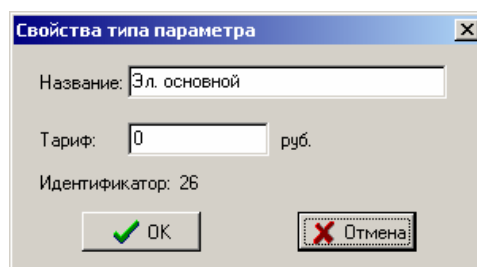 Свойства типа параметра
Название: Эл. основной
Тариф: 0 руб.
Идентификатор: 26
OK Отмена